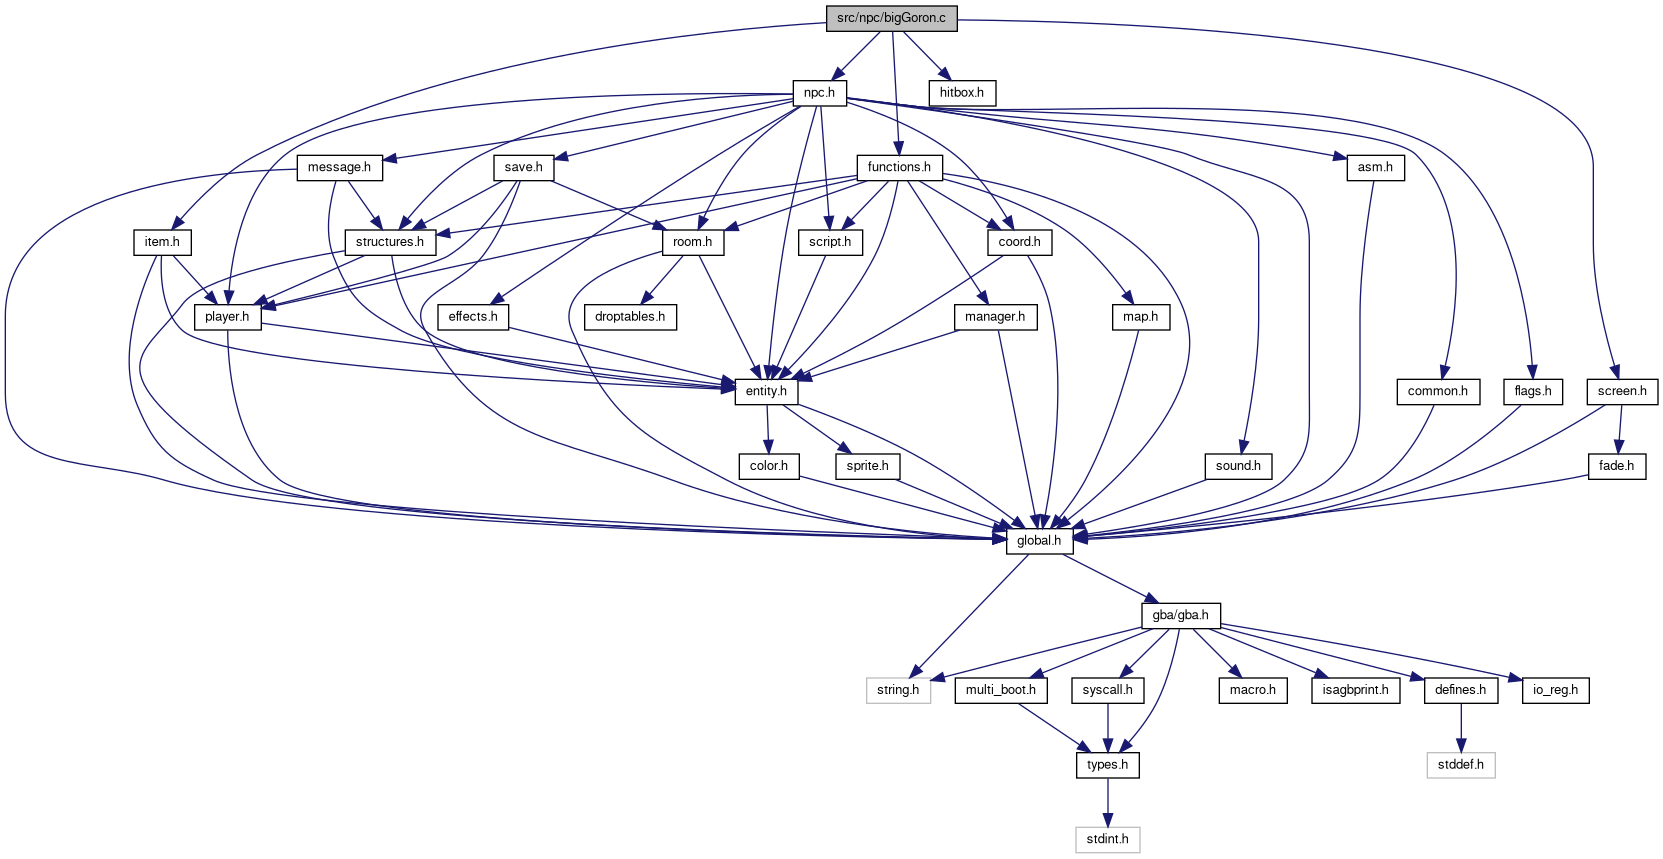 src/npc/bigGoron.c
npc.h
hitbox.h
message.h
save.h
functions.h
asm.h
item.h
structures.h
room.h
script.h
coord.h
player.h
effects.h
droptables.h
manager.h
map.h
entity.h
common.h
flags.h
screen.h
color.h
sprite.h
sound.h
fade.h
global.h
gba/gba.h
string.h
multi_boot.h
syscall.h
macro.h
isagbprint.h
defines.h
io_reg.h
types.h
stddef.h
stdint.h